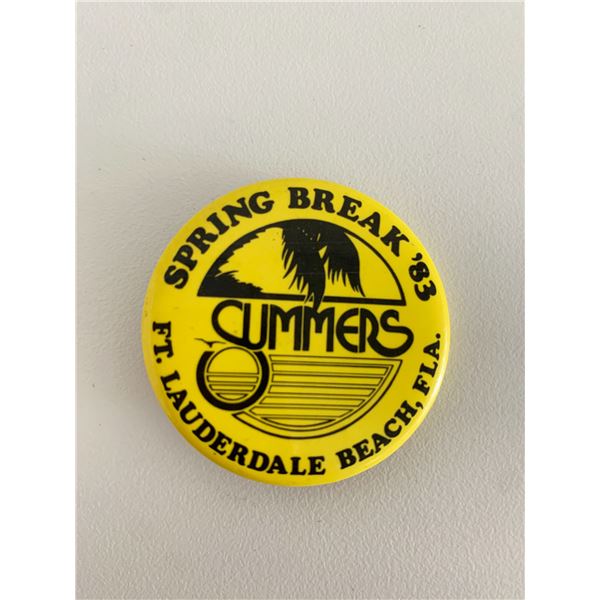 SPRING BREAK '83
SUMMERS
FT. LAUDERDALE BEACH, FLA.